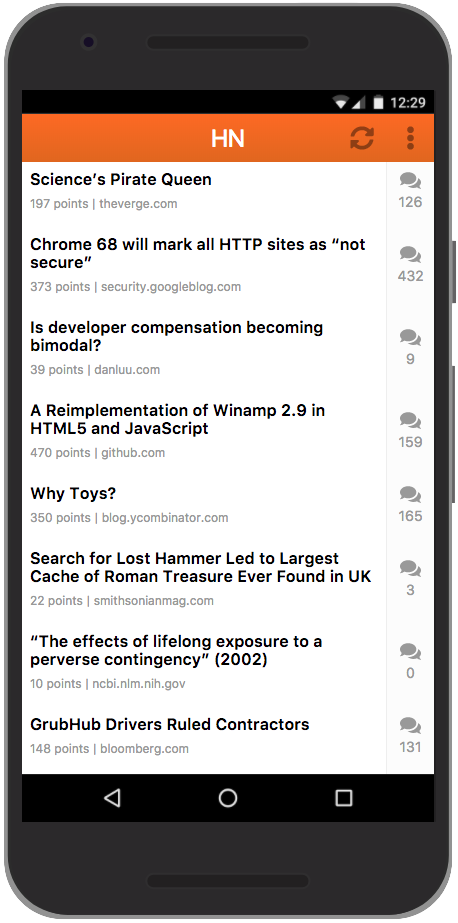 12:29
HN
Science’s Pirate Queen
197 points | theverge.com
126
Chrome 68 will mark all HTTP sites as “not
secure”
373 points | security.googleblog.com
432
Is developer compensation becoming
bimodal?
39 points | danluu.com
9
A Reimplementation of Winamp 2.9 in
HTML5 and JavaScript
470 points | github.com
159
Why Toys?
350 points | blog.ycombinator.com
165
Search for Lost Hammer Led to Largest
Cache of Roman Treasure Ever Found in UK
22 points | smithsonianmag.com
3
“The effects of lifelong exposure to a
perverse contingency” (2002)
10 points | ncbi.nlm.nih.gov
0
GrubHub Drivers Ruled Contractors
148 points | bloomberg.com
131